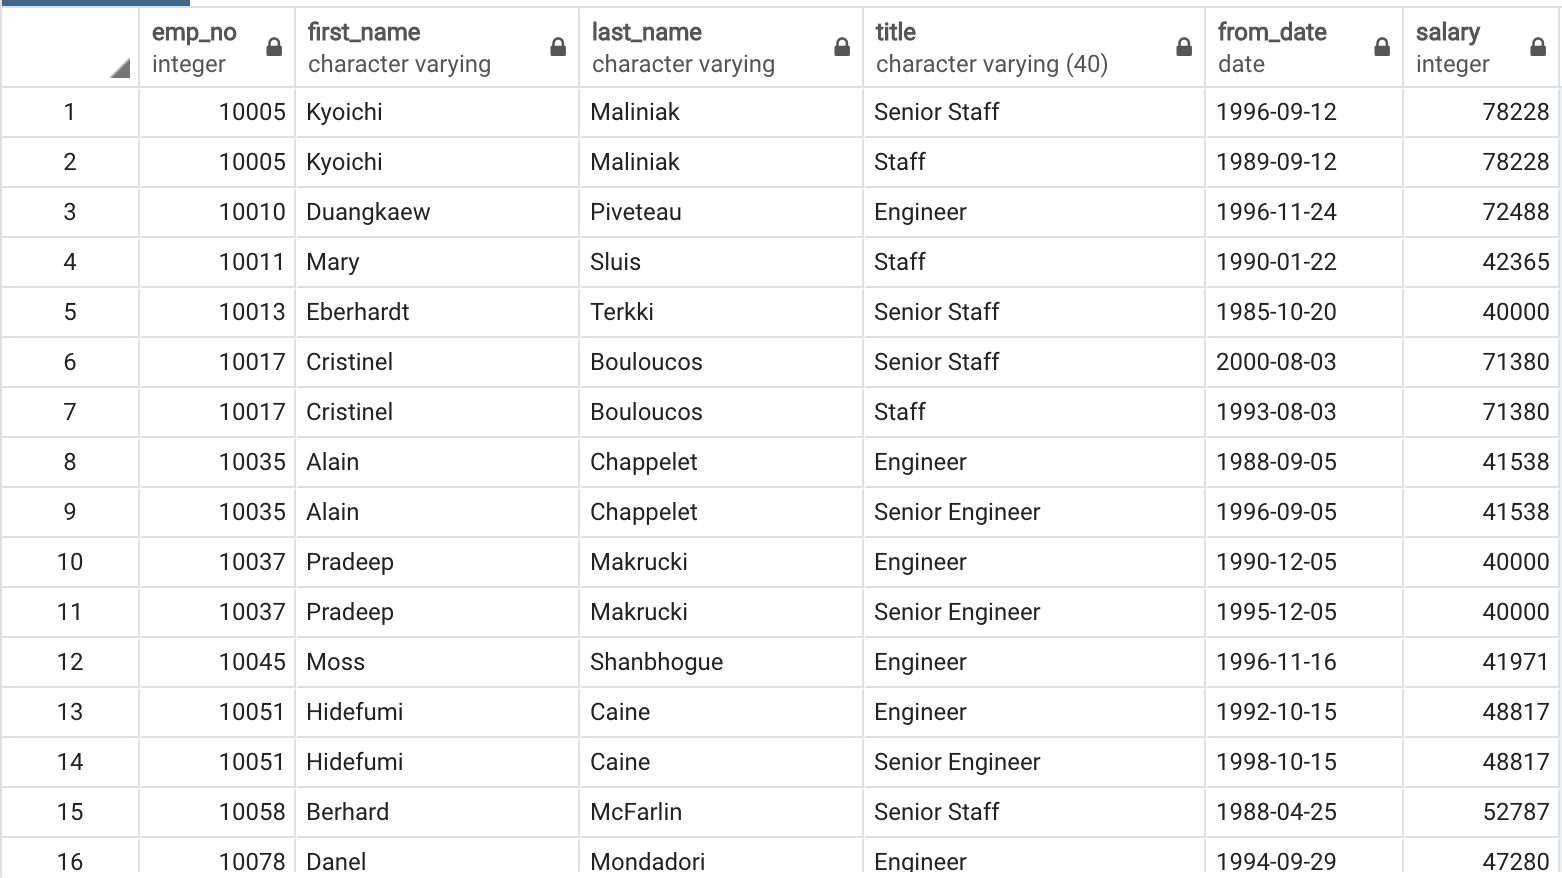 emp_no first_name last_name title from_date salary
integer character varying character varying character varying (40) date integer
1 10005 Kyoichi Maliniak Senior Staff 1996-09-12 78228
2 10005 Kyoichi Maliniak Staff 1989-09-12 78228
3 10010 Duangkaew Piveteau Engineer 1996-11-24 72488
4 10011 Mary Sluis Staff 1990-01-22 42365
5 10013 Eberhardt Terkki Senior Staff 1985-10-20 40000
6 10017 Cristinel Bouloucos Senior Staff 2000-08-03 71380
7 10017 Cristinel Bouloucos Staff 1993-08-03 71380
8 10035 Alain Chappelet Engineer 1988-09-05 41538
9 10035 Alain Chappelet Senior Engineer 1996-09-05 41538
10 10037 Pradeep Makrucki Engineer 1990-12-05 40000
11 10037 Pradeep Makrucki Senior Engineer 1995-12-05 40000
12 10045 Moss Shanbhogue Engineer 1996-11-16 41971
13 10051 Hidefumi Caine Engineer 1992-10-15 48817
14 10051 Hidefumi Caine Senior Engineer 1998-10-15 48817
15 10058 Berhard McFarlin Senior Staff 1988-04-25 52787
16 10078 Danel Mondadori Engineer 1994-09-29 47280